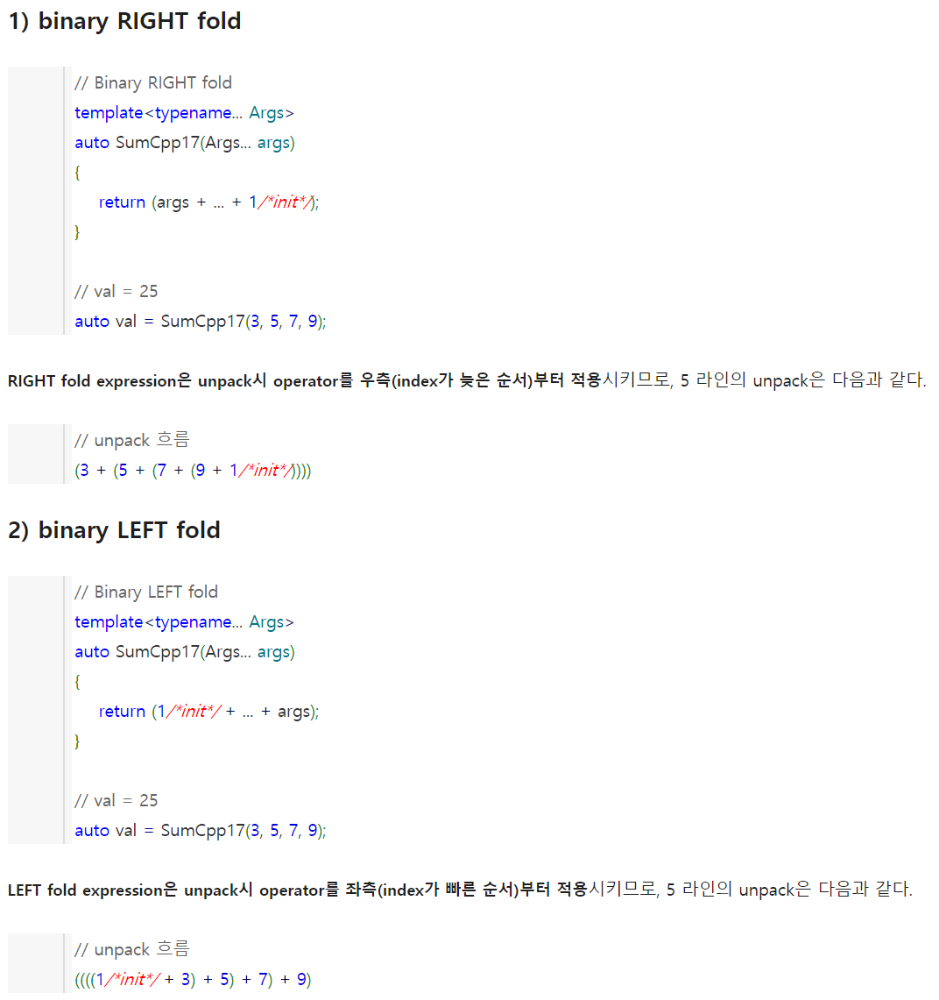 1) binary RIGHT fold
// Binary RIGHT fold
template<typename... Args>
auto SumCpp17(Args... args)
{
return (args + ... + 1/*init*/);
}
// val = 25
auto val = SumCpp17(3, 5, 7, 9);
RIGHT fold expression은 unpack시 operator를 우측(index가 늦은 순서)부터 적용시키므로, 5 라인의 unpack은 다음과 같다.
// unpack 흐름
(3 + (5 + (7 + (9 + 1/*init*/))))
2) binary LEFT fold
// Binary LEFT fold
template<typename... Args>
auto SumCpp17(Args... args)
{
return (1/*init*/ + ... + args);
}
// val = 25
auto val = SumCpp17(3, 5, 7, 9);
LEFT fold expression은 unpack시 operator를 좌측(index가 빠른 순서)부터 적용시키므로, 5 라인의 unpack은 다음과 같다.
// unpack 흐름
((((1/*init*/ + 3) + 5) + 7) + 9)